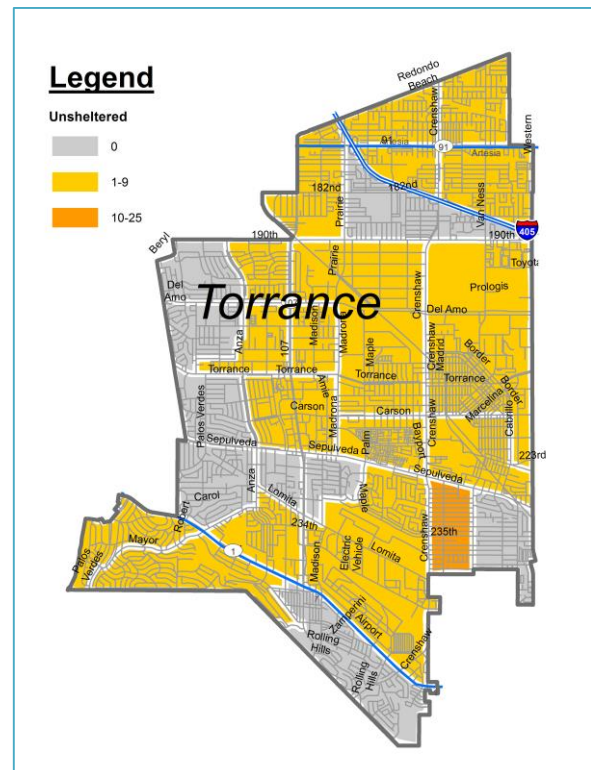 Legend
Unsheltered
0
1-9
10-25
Redondo
Beach
Crenshaw
Western
91
Artesia
91
Artesia
182nd
182nd
Prairie
Van Ness
405
190th
190th
Beryl
Toyota
Prairie
Crenshaw
Prologis
Del
Amo
Torrance
Del Amo
Madison
Madrona
Anza
107
Maple
Crenshaw
Madrid
Border
Torrance
Torrance
Torrance
Torrance
Amie
Border
Marcelina
Carson
Carson
Madrona
Crenshaw
Cabrillo
Palos Verdes
Palm
Sepulveda
Sepulveda
Sepulveda
223rd
Anza
Lomita
Maple
Carol
Robert
234th
235th
Mayor
Palos
Verdes
1
Madison
Electric
Vehicle
Lomita
Crenshaw
Zamperini
Airport
Rolling
Hills
Rolling
Hills
Crenshaw